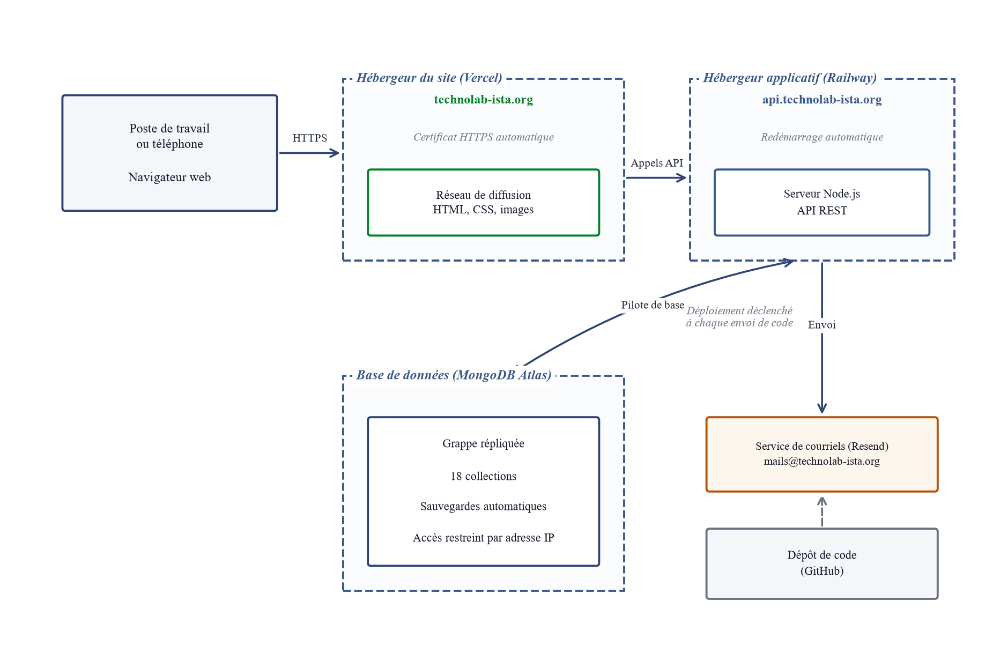 Poste de travail
ou téléphone
Navigateur web
HTTPS
Hébergeur du site (Vercel)
technolab-ista.org
Certificat HTTPS automatique
Réseau de diffusion
HTML, CSS, images
Appels API
Hébergeur applicatif (Railway)
api.technolab-ista.org
Redémarrage automatique
Serveur Node.js
API REST
Pilote de base
Déploiement déclenché
à chaque envoi de code
Envoi
Base de données (MongoDB Atlas)
Grappe répliquée
18 collections
Sauvegardes automatiques
Accès restreint par adresse IP
Service de courriels (Resend)
mails@technolab-ista.org
Dépôt de code
(GitHub)